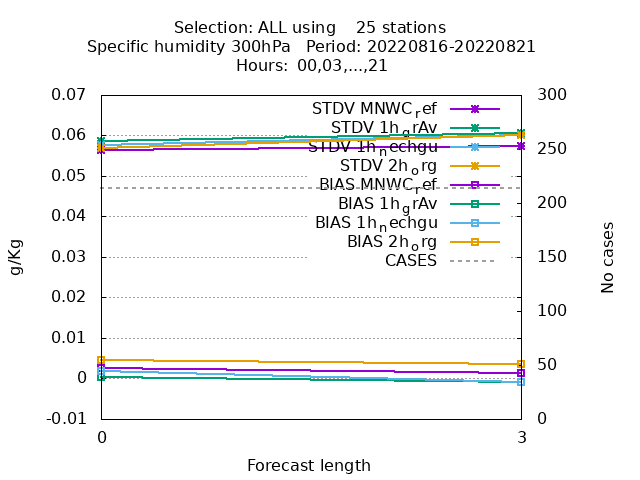 Selection: ALL using    25 stations
Specific humidity 300hPa   Period: 20220816-20220821
Hours: 00,03,...,21
0.07
0.06
0.05
0.04
0.03
0.02
0.01
0
-0.01
g/Kg
STDV MNWC_ref
STDV 1h_grAv
STDV 1h_nechgu
STDV 2h_org
BIAS MNWC_ref
BIAS 1h_grAv
BIAS 1h_nechgu
BIAS 2h_org
CASES
300
250
200
150
100
50
0
No cases
0
3
Forecast length